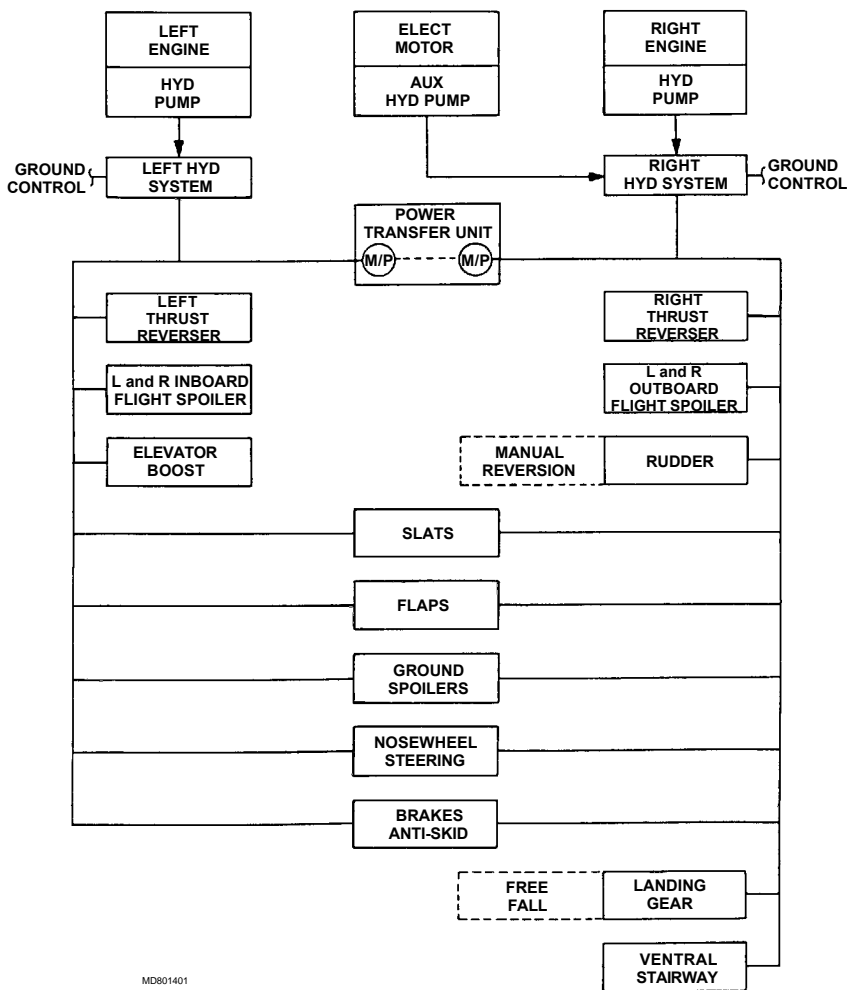 LEFT
ENGINE
HYD
PUMP
ELECT
MOTOR
AUX
HYD PUMP
RIGHT
ENGINE
HYD
PUMP
GROUND
CONTROL
LEFT HYD
SYSTEM
RIGHT
HYD SYSTEM
GROUND
CONTROL
POWER
TRANSFER UNIT
M/P
M/P
LEFT
THRUST
REVERSER
RIGHT
THRUST
REVERSER
L and R INBOARD
FLIGHT SPOILER
L and R
OUTBOARD
FLIGHT SPOILER
ELEVATOR
BOOST
MANUAL
REVERSION
RUDDER
SLATS
FLAPS
GROUND
SPOILERS
NOSEWHEEL
STEERING
BRAKES
ANTI-SKID
FREE
FALL
LANDING
GEAR
VENTRAL
STAIRWAY
MD801401